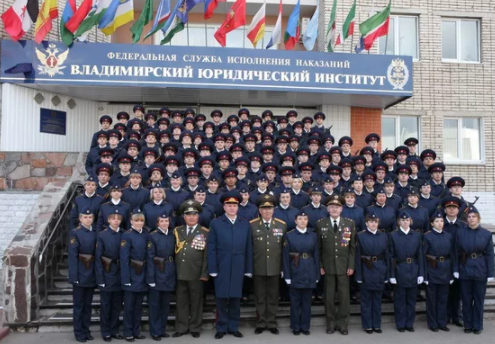 ФЕДЕРАЛЬНАЯ СЛУЖБА ИСПОЛНЕНИЯ НАКАЗАНИЙ
ВЛАДИМИРСКИЙ ЮРИДИЧЕСКИЙ ИНСТИТУТ